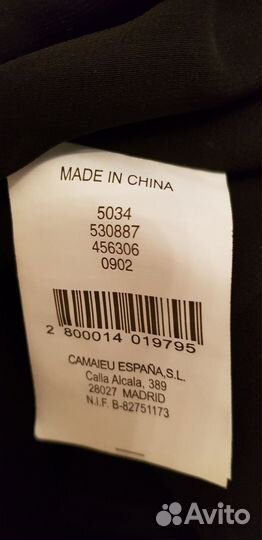 MADE IN CHINA
5034
530887
456306
0902
2 800014 019795
CAMAIEU ESPAÑA,S.L.
Calla Alcala, 389
28027 MADRID
N.I.F. B-82751173
Avito